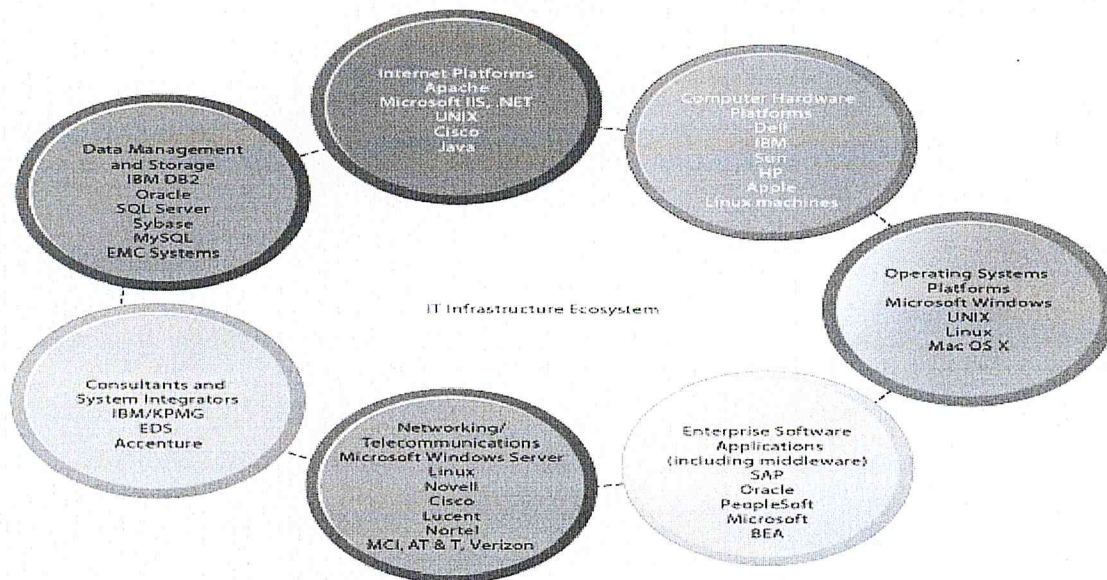 Internet Platforms
Apache
Microsoft IIS, .NET
UNIX
Cisco
Java
Computer Hardware
Platforms
Dell
IBM
Sun
HP
Apple
Linux machines
Data Management
and Storage
IBM DB2
Oracle
SQL Server
Sybase
MySQL
EMC Systems
Operating Systems
Platforms
Microsoft Windows
UNIX
Linux
Mac OS X
IT Infrastructure Ecosystem
Consultants and
System Integrators
IBM/KPMG
EDS
Accenture
Networking/
Telecommunications
Microsoft Windows Server
Linux
Novell
Cisco
Lucent
Nortel
MCI, AT & T, Verizon
Enterprise Software
Applications
(including middleware)
SAP
Oracle
PeopleSoft
Microsoft
BEA